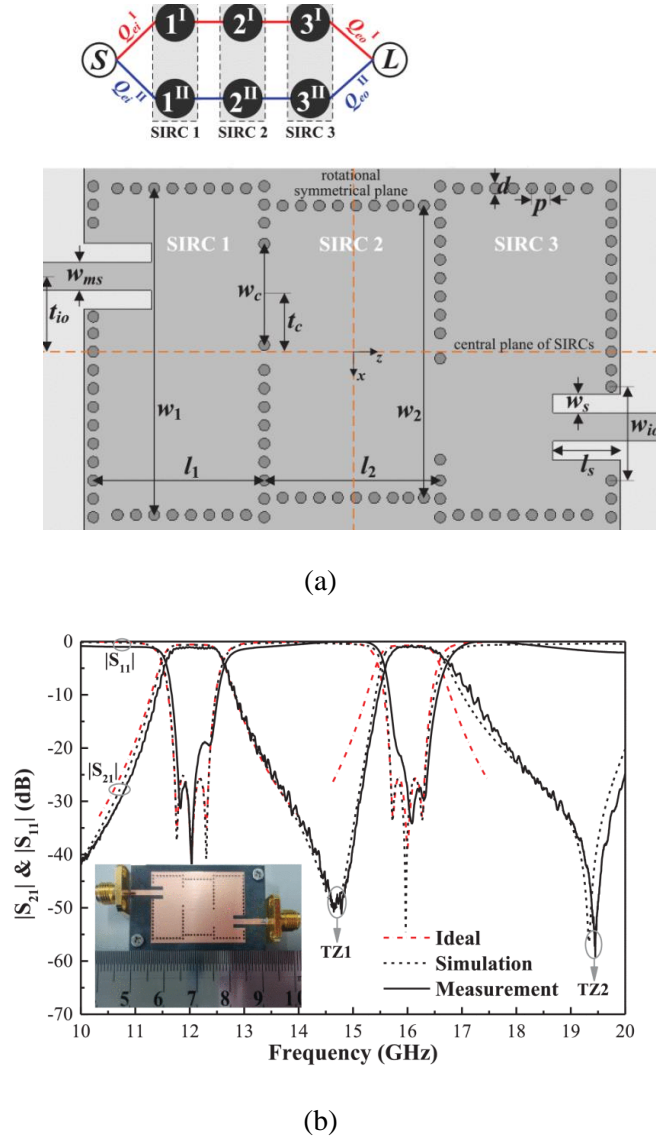 Q_ei^I
Q_eo^I
S
1^I
2^I
3^I
L
1^II
2^II
3^II
Q_ei^II
Q_eo^II
SIRC 1
SIRC 2
SIRC 3
rotational
symmetrical plane
d
p
SIRC 1
SIRC 2
SIRC 3
w_ms
t_io
w_c
t_c
z
x
central plane of SIRCs
w_1
w_2
w_s
w_io
l_1
l_2
l_s
(a)
|S_21| & |S_11| (dB)
0
-10
-20
-30
-40
-50
-60
-70
|S_11|
|S_21|
TZ1
TZ2
Ideal
Simulation
Measurement
5 6 7 8 9 10
10 11 12 13 14 15 16 17 18 19 20
Frequency (GHz)
(b)